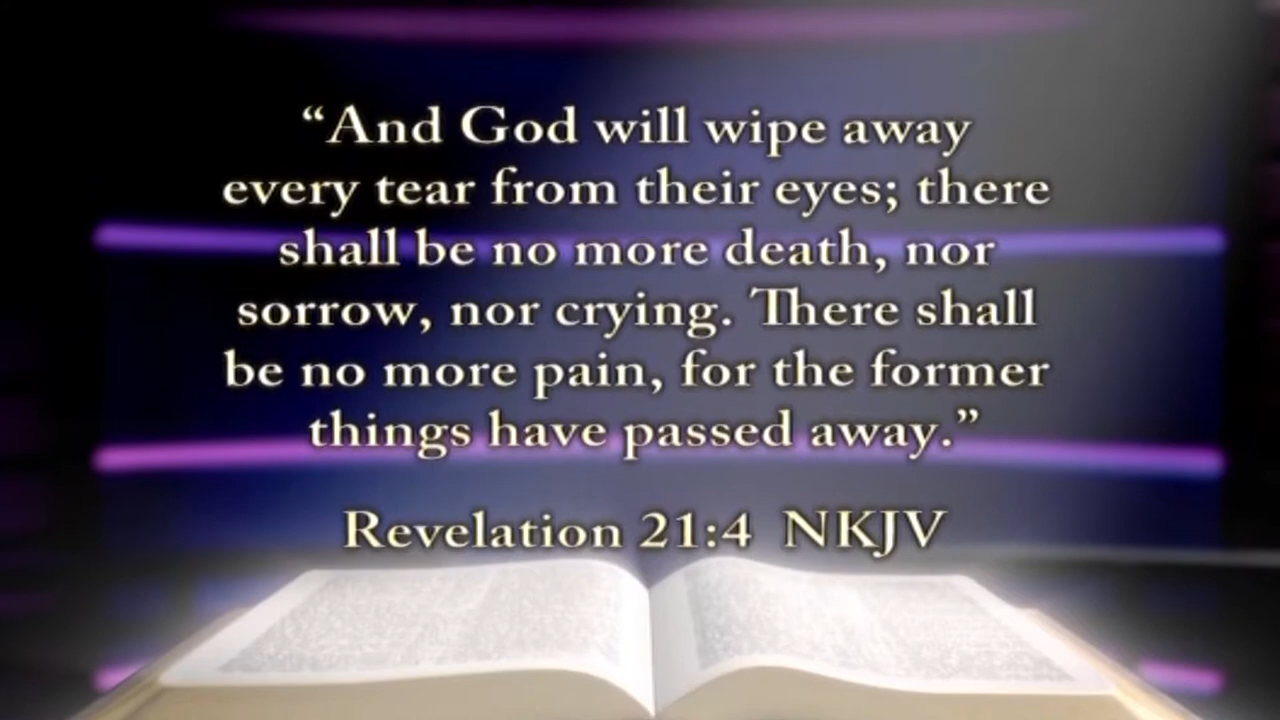 “And God will wipe away
every tear from their eyes; there
shall be no more death, nor
sorrow, nor crying. There shall
be no more pain, for the former
things have passed away.”
Revelation 21:4 NKJV